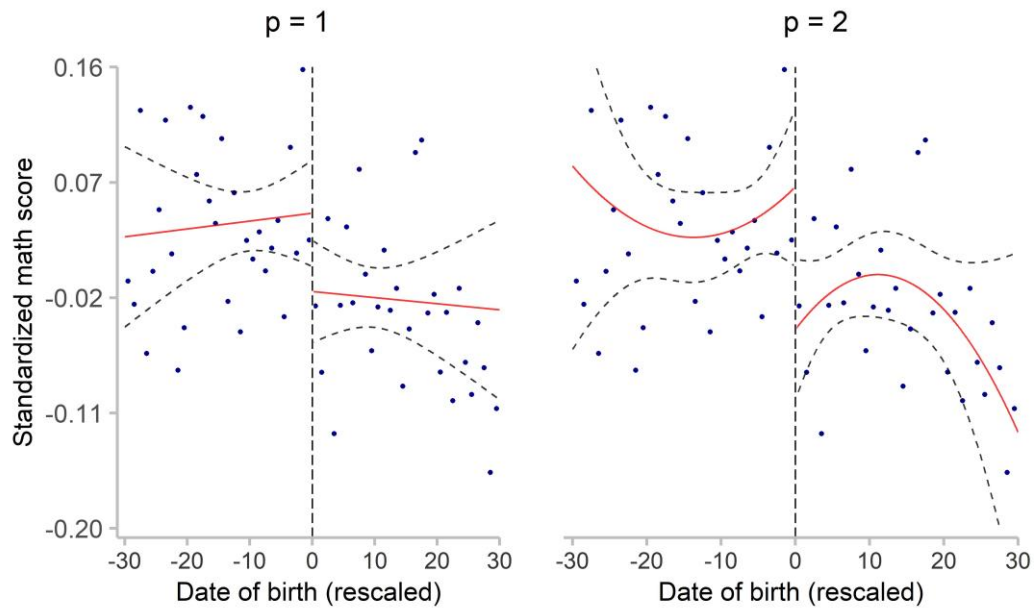 p = 1
p = 2
Standardized math score
0.16
0.07
-0.02
-0.11
-0.20
-30 -20 -10 0 10 20 30
-30 -20 -10 0 10 20 30
Date of birth (rescaled)
Date of birth (rescaled)